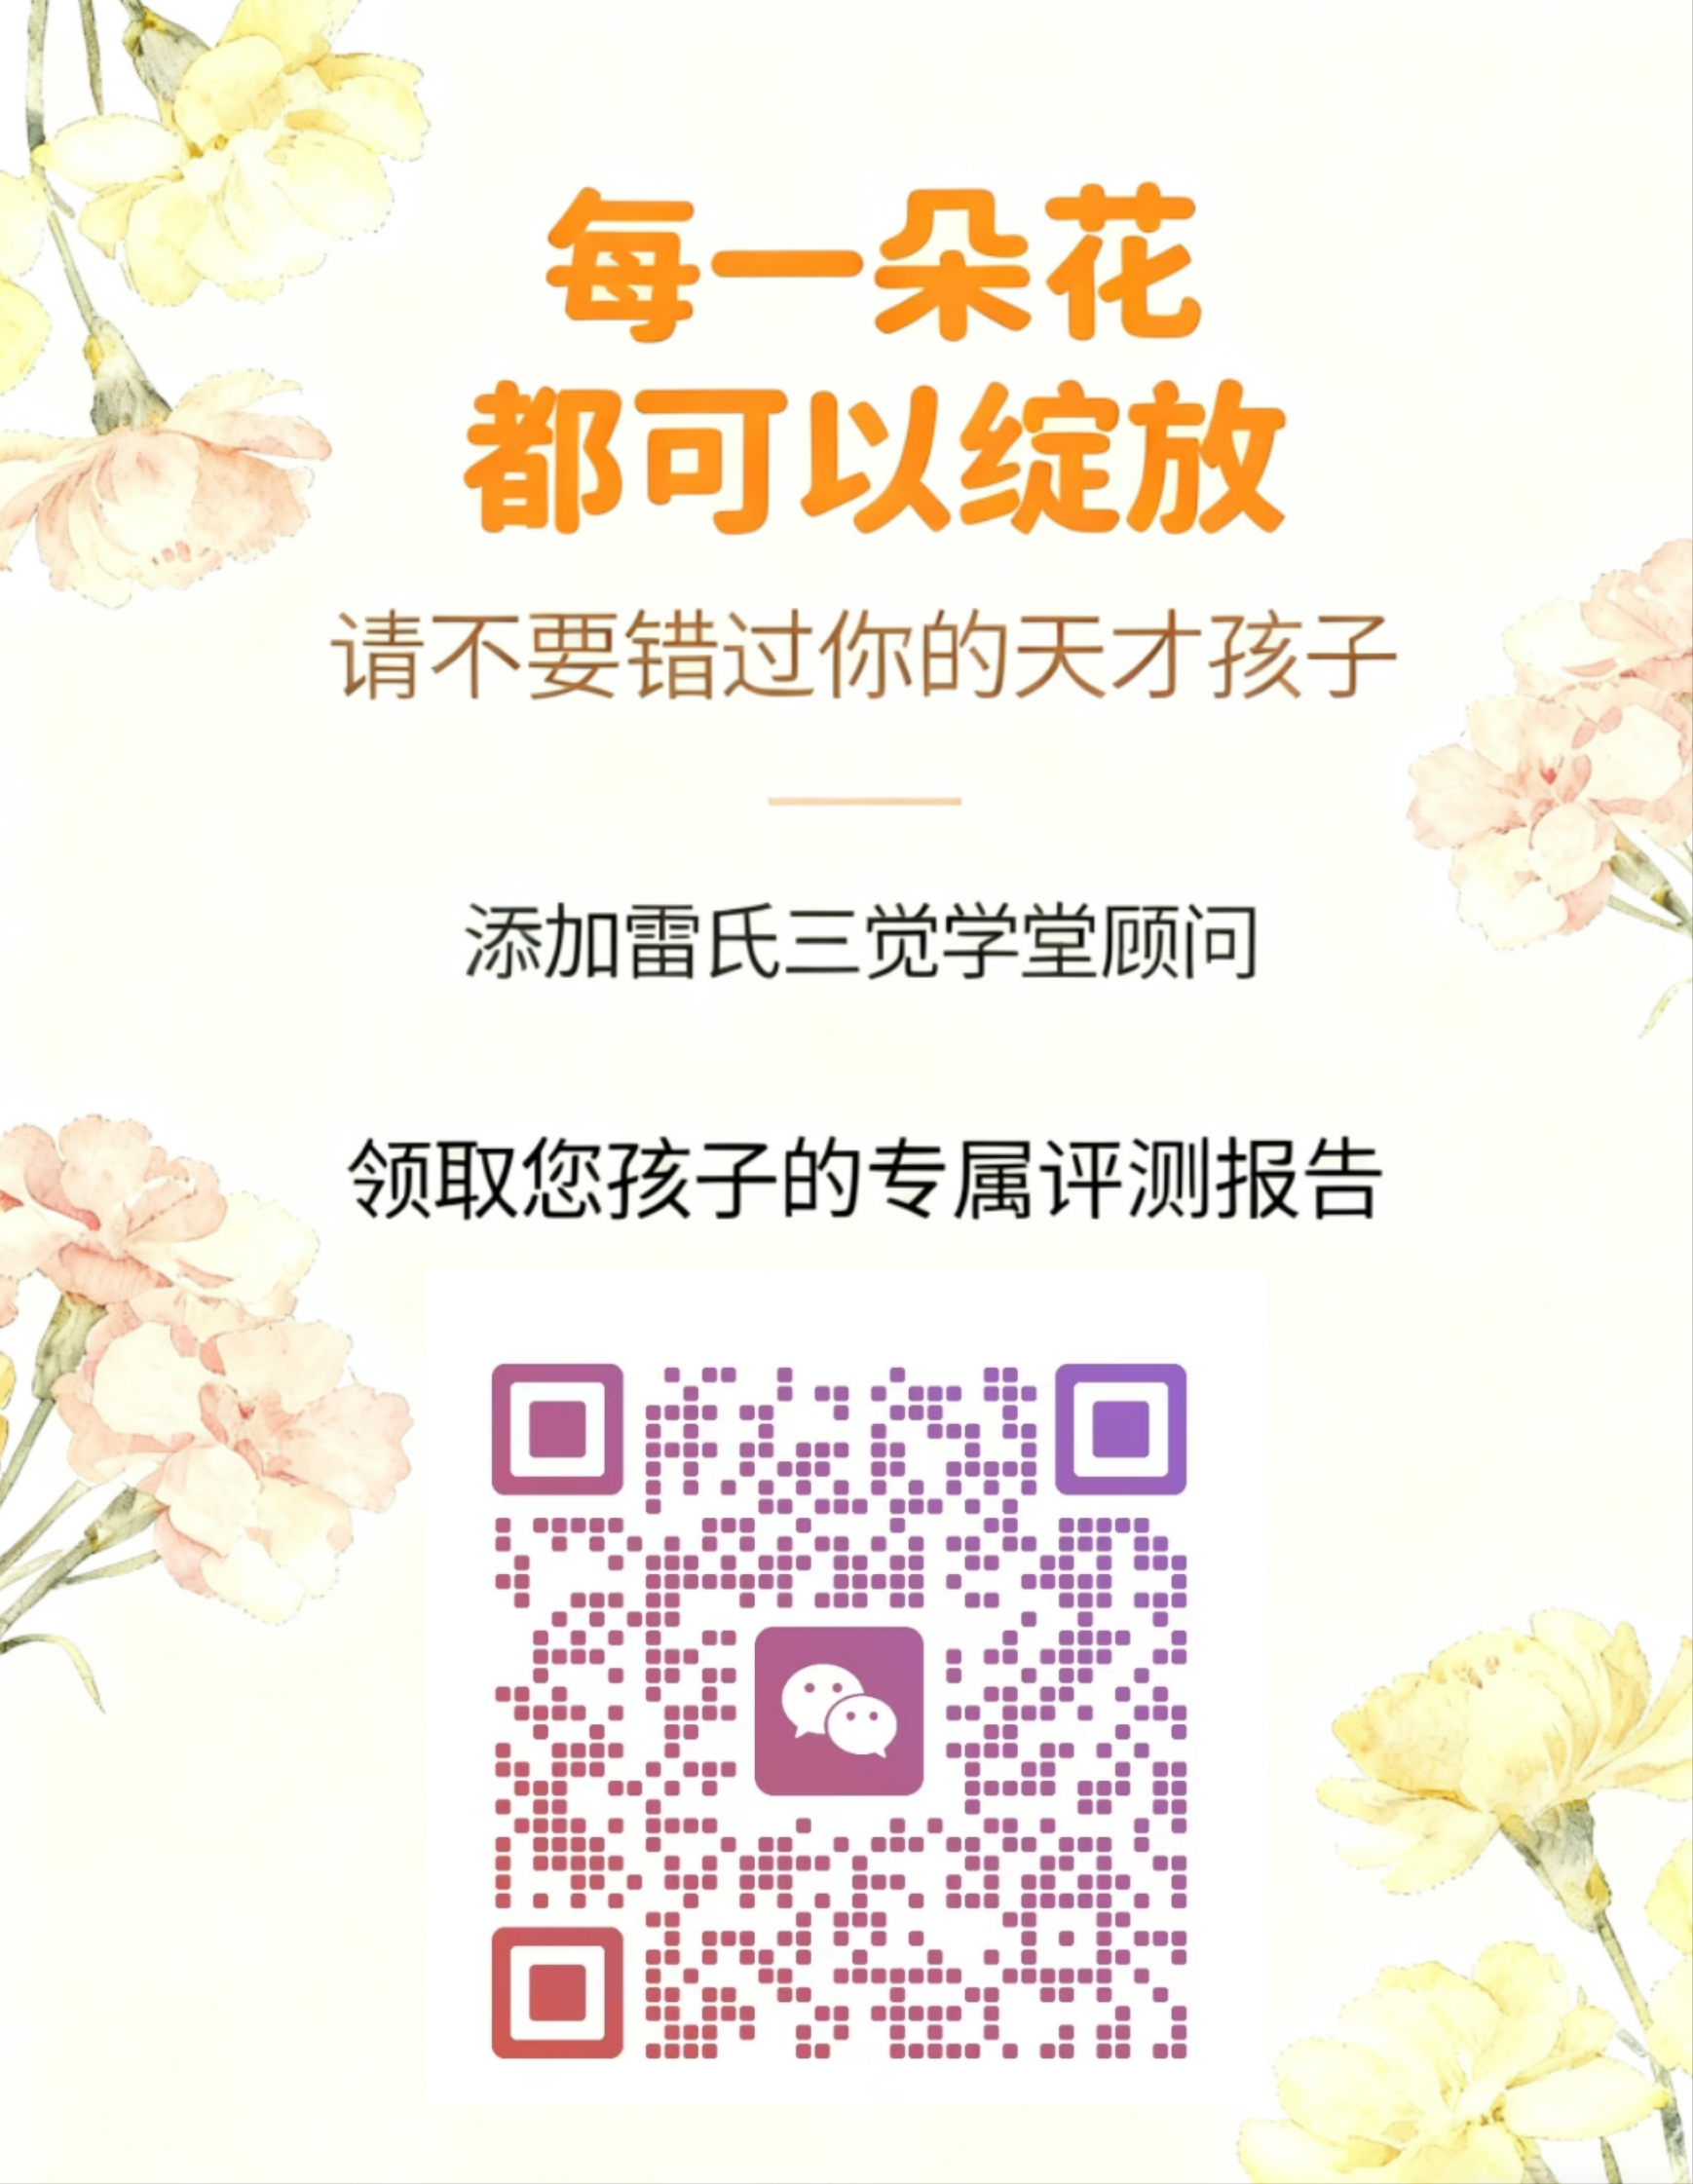 每一朵花
都可以绽放
请不要错过你的天才孩子
添加雷氏三觉学堂顾问
领取您孩子的专属评测报告